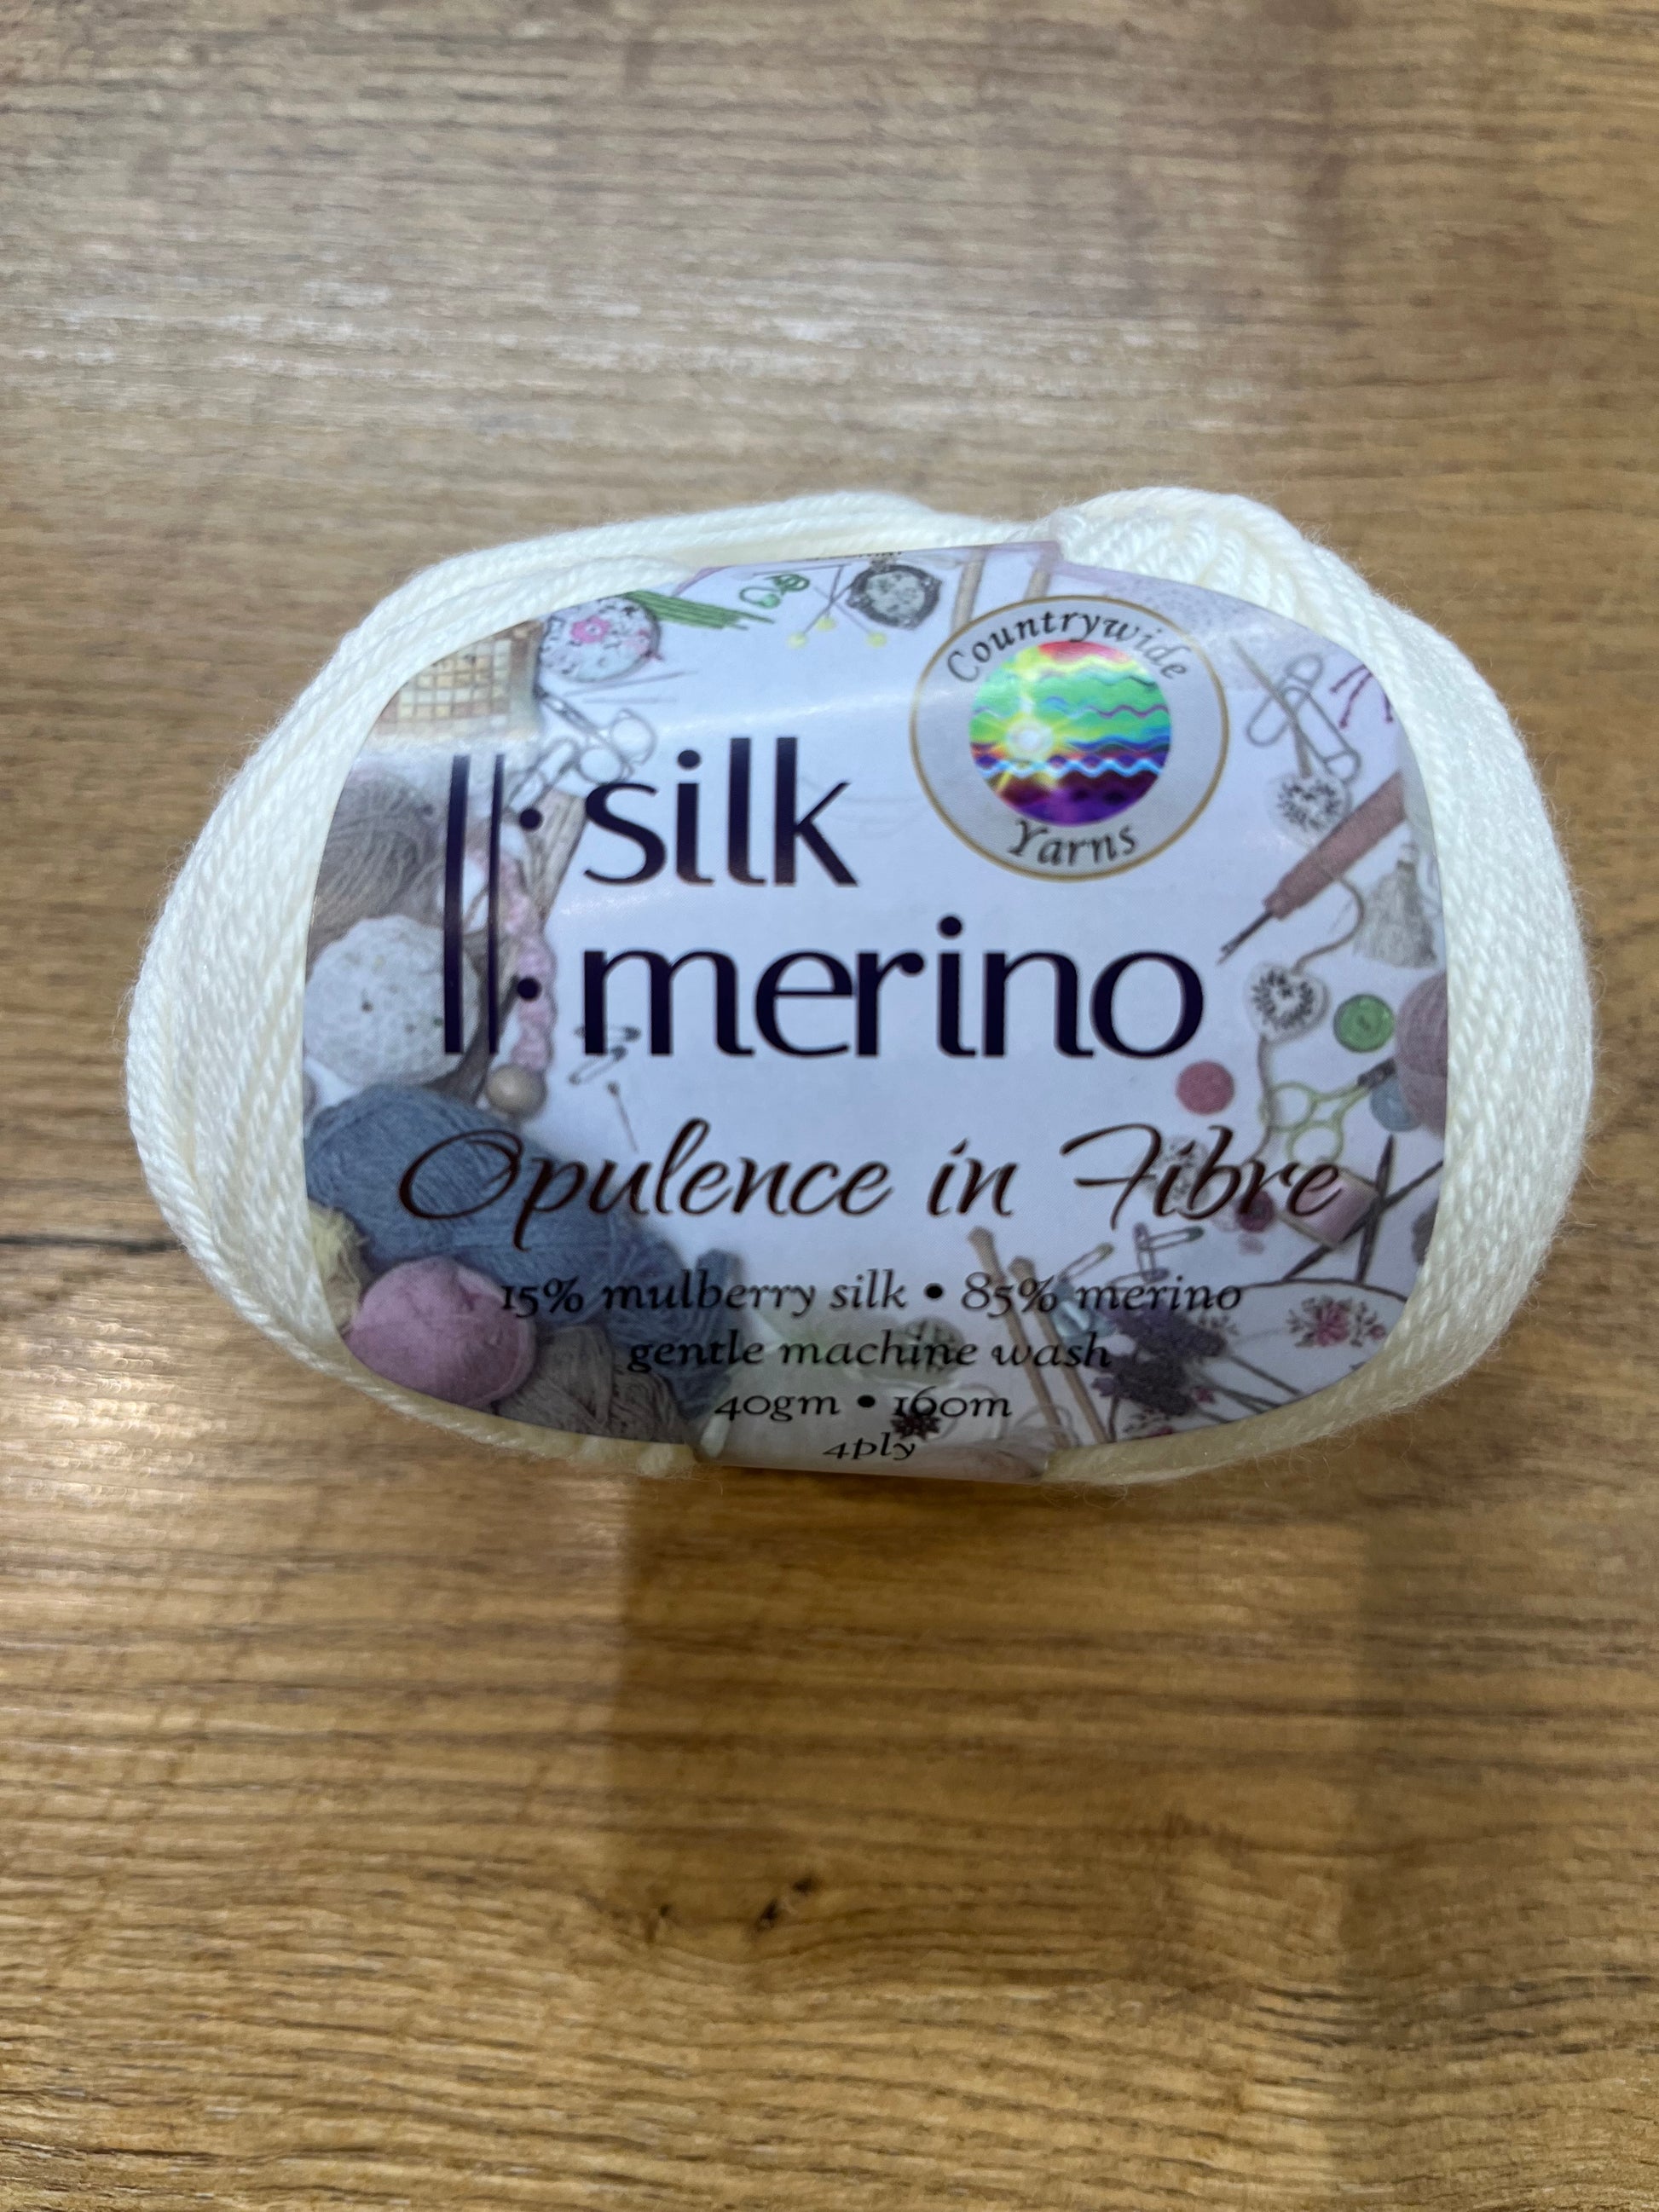 Countrywide
Yarns
silk
merino
Opulence in Fibre
15% mulberry silk • 85% merino
gentle machine wash
40gm • 160m
4ply